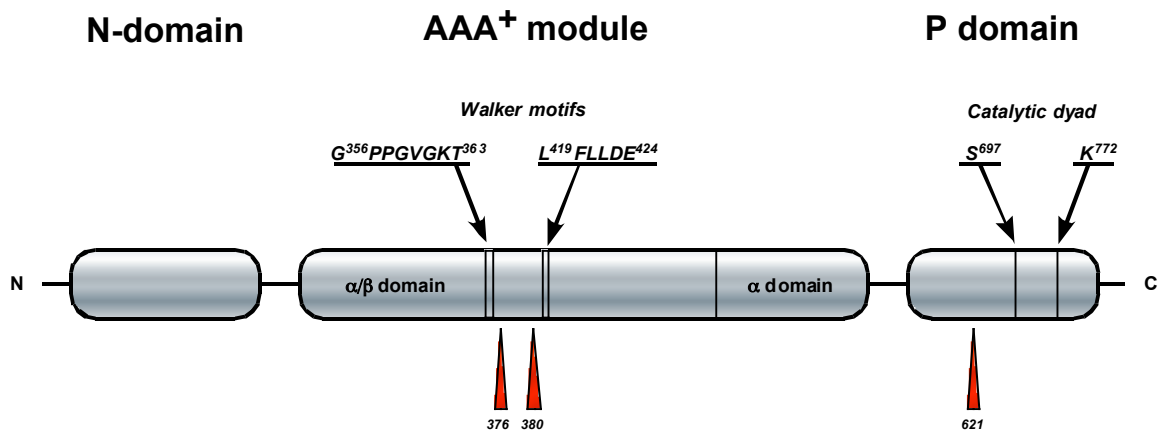 N-domain AAA+ module P domain
Walker motifs Catalytic dyad
G³⁵⁶PPGVGKT³⁶³ L⁴¹⁹FLLDE⁴²⁴ S⁶⁹⁷ K⁷⁷²
N α/β domain α domain C
376 380 621